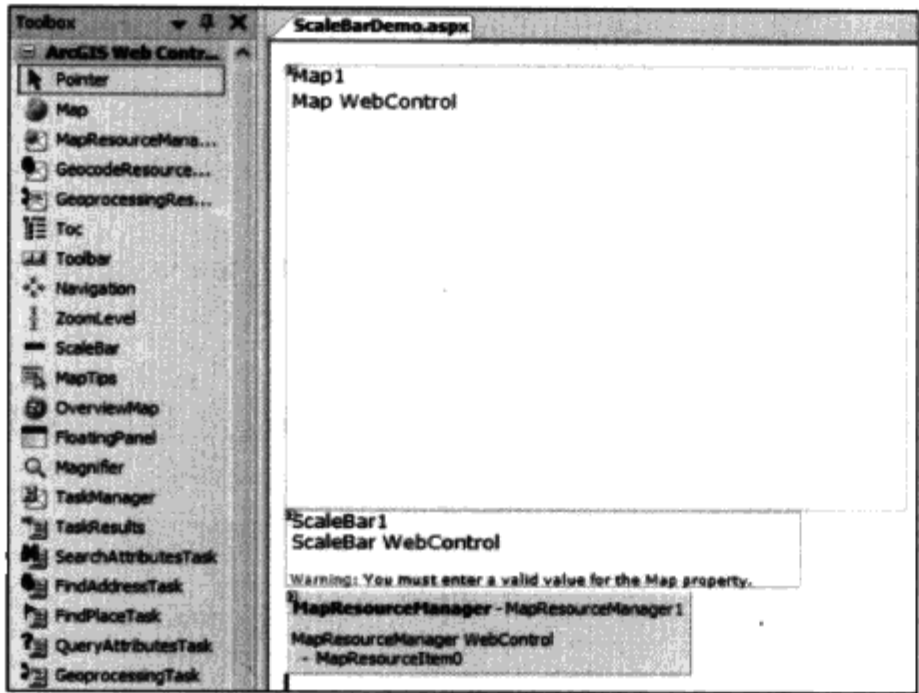 Toolbox
ArcGIS Web Contr...
Pointer
Map
MapResourceMana...
GeocodeResource...
GeoprocessingRes...
Toc
Toolbar
Navigation
ZoomLevel
ScaleBar
MapTips
OverviewMap
FloatingPanel
Magnifier
TaskManager
TaskResults
SearchAttributesTask
FindAddressTask
FindPlaceTask
QueryAttributesTask
GeoprocessingTask
ScaleBarDemo.aspx
Map1
Map WebControl
ScaleBar1
ScaleBar WebControl
Warning: You must enter a valid value for the Map property.
MapResourceManager - MapResourceManager1
MapResourceManager WebControl
- MapResourceItem0